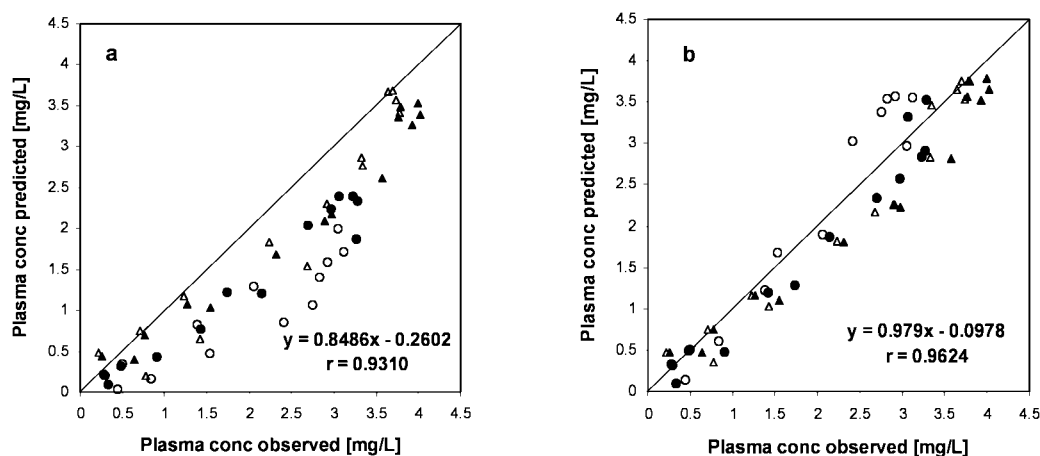 a
Plasma conc predicted [mg/L]
4.5
4
3.5
3
2.5
2
1.5
1
0.5
0
y = 0.8486x - 0.2602
r = 0.9310
0 0.5 1 1.5 2 2.5 3 3.5 4 4.5
Plasma conc observed [mg/L]
b
Plasma conc predicted [mg/L]
4.5
4
3.5
3
2.5
2
1.5
1
0.5
0
y = 0.979x - 0.0978
r = 0.9624
0 0.5 1 1.5 2 2.5 3 3.5 4 4.5
Plasma conc observed [mg/L]